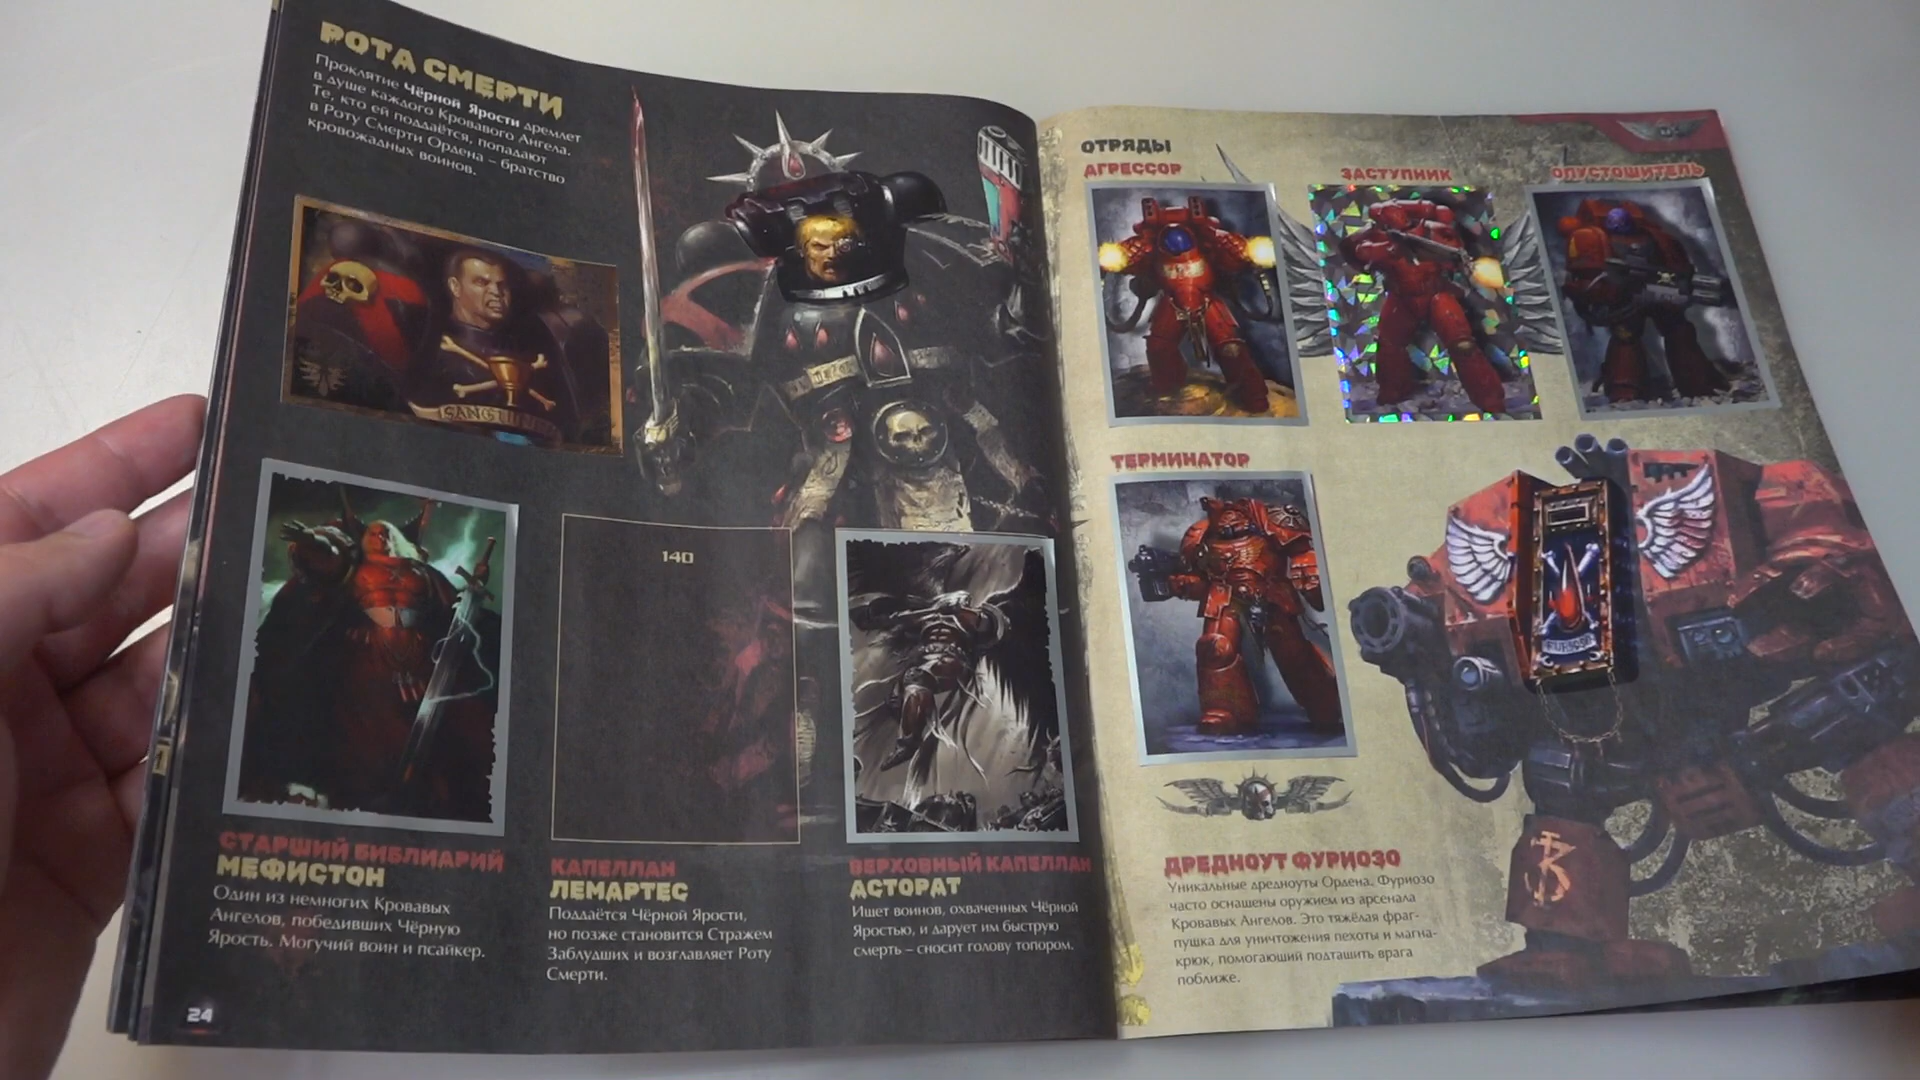 РОТА СМЕРТИ
Проклятие Чёрной Ярости дремлет
в душе каждого Кровавого Ангела.
Те, кто ей поддаётся, попадают
в Роту Смерти Ордена – братство
кровожадных воинов.
SANGUINE
140
СТАРШИЙ БИБЛИАРИЙ
МЕФИСТОН
Один из немногих Кровавых
Ангелов, победивших Чёрную
Ярость. Могучий воин и псайкер.
КАПЕЛЛАН
ЛЕМАРТЕС
Поддаётся Чёрной Ярости,
но позже становится Стражем
Заблудших и возглавляет Роту
Смерти.
ВЕРХОВНЫЙ КАПЕЛЛАН
АСТОРАТ
Ищет воинов, охваченных Чёрной
Яростью, и дарует им быструю
смерть – сносит голову топором.
24
ОТРЯДЫ
АГРЕССОР
ЗАСТУПНИК
ОПУСТОШИТЕЛЬ
ТЕРМИНАТОР
FURIOSO
ДРЕДНОУТ ФУРИОЗО
Уникальные дредноуты Ордена. Фуриозо
часто оснащены оружием из арсенала
Кровавых Ангелов. Это тяжёлая фраг-
пушка для уничтожения пехоты и магна-
крюк, помогающий подтащить врага
поближе.